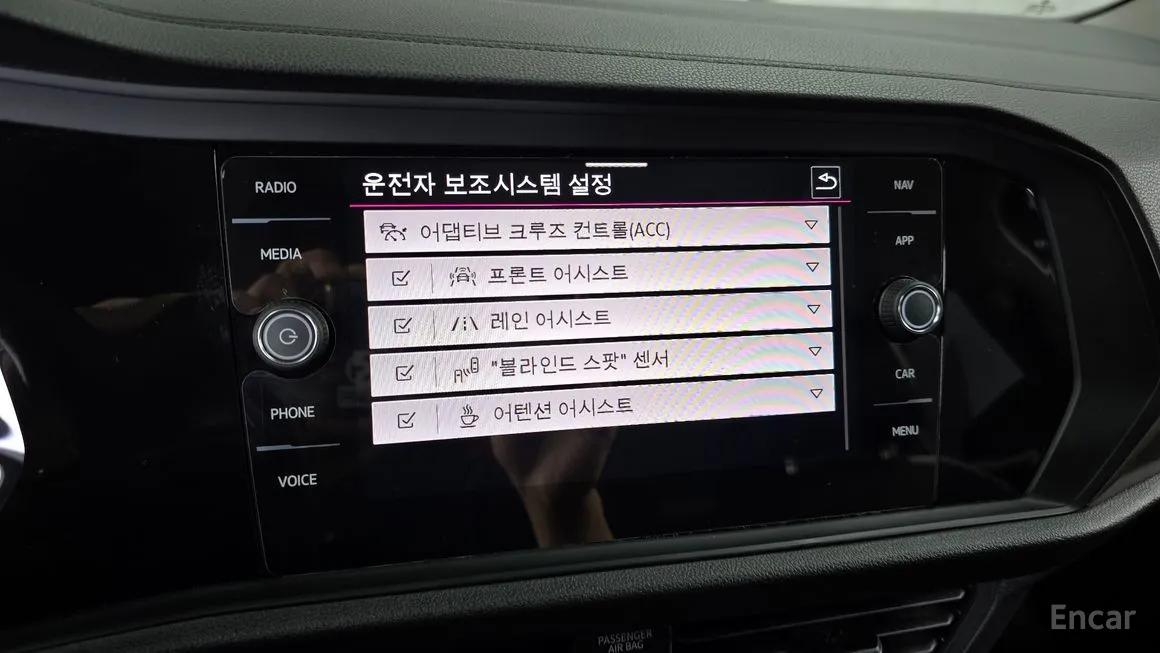 RADIO
MEDIA
PHONE
VOICE
운전자 보조시스템 설정
어댑티브 크루즈 컨트롤(ACC)
프론트 어시스트
레인 어시스트
"블라인드 스팟" 센서
어텐션 어시스트
NAV
APP
CAR
MENU
PASSENGER
AIR BAG
Encar